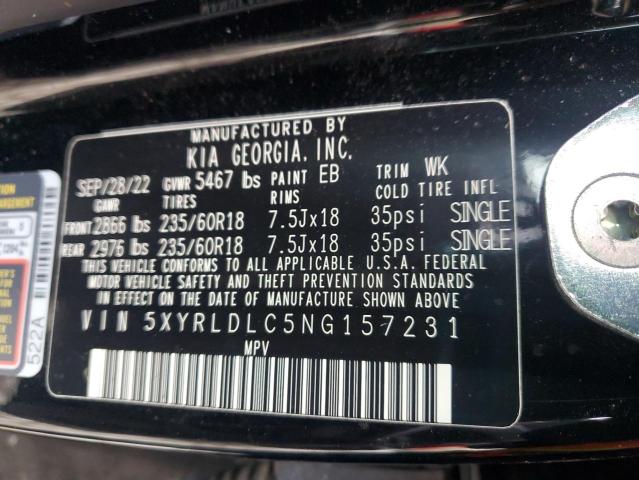 MANUFACTURED BY
KIA GEORGIA, INC.
SEP/28/22 GVWR 5467 lbs PAINT EB TRIM WK
GAWR TIRES RIMS COLD TIRE INFL
FRONT 2866 lbs 235/60R18 7.5Jx18 35psi SINGLE
REAR 2976 lbs 235/60R18 7.5Jx18 35psi SINGLE
THIS VEHICLE CONFORMS TO ALL APPLICABLE U.S.A. FEDERAL
MOTOR VEHICLE SAFETY AND THEFT PREVENTION STANDARDS
IN EFFECT ON THE DATE OF MANUFACTURE SHOWN ABOVE.
VIN 5XYRLDLC5NG157231
MPV
522A